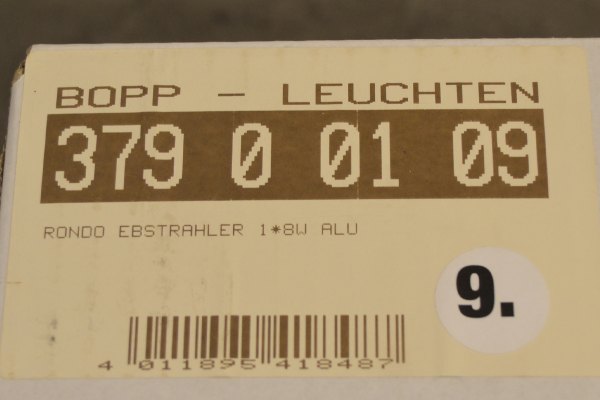 BOPP - LEUCHTEN
379 0 01 09
RONDO EBSTRAHLER 1*8W ALU
9.
4 011895 418487